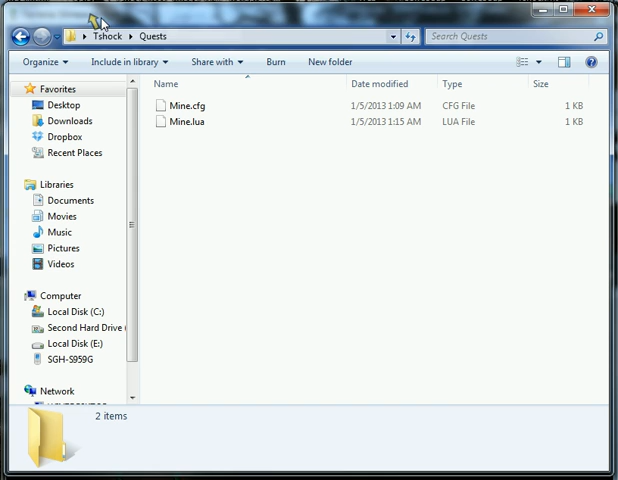 Tshock Quests
Search Quests
Organize Include in library Share with Burn New folder
Name Date modified Type Size
Favorites
Desktop
Downloads
Dropbox
Recent Places
Libraries
Documents
Movies
Music
Pictures
Videos
Computer
Local Disk (C:)
Second Hard Drive
Local Disk (E:)
SGH-S959G
Network
Mine.cfg 1/5/2013 1:09 AM CFG File 1 KB
Mine.lua 1/5/2013 1:15 AM LUA File 1 KB
2 items